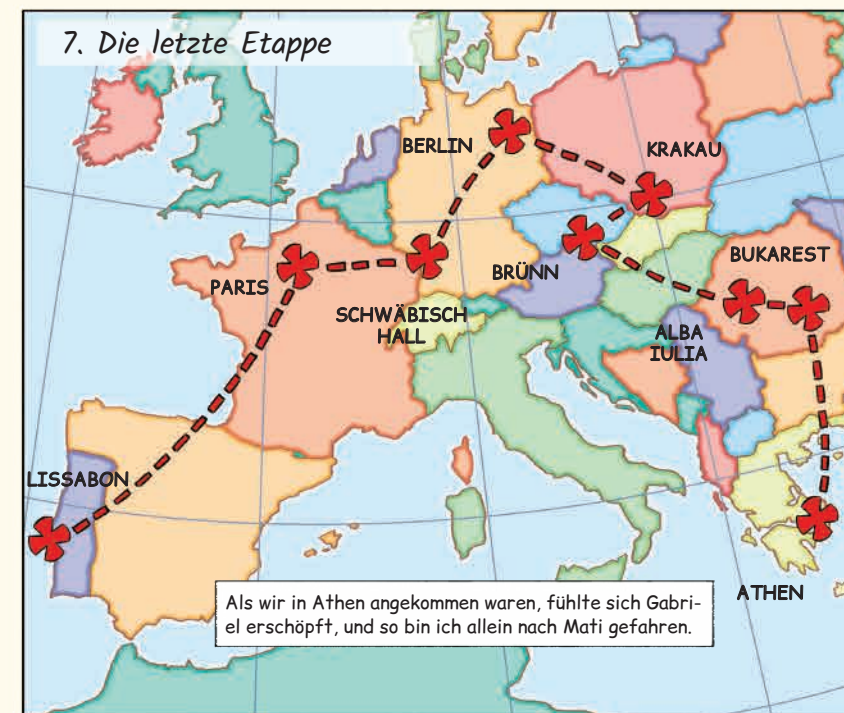 7. Die letzte Etappe
BERLIN
KRAKAU
PARIS
BRÜNN
BUKAREST
SCHWÄBISCH
HALL
ALBA
IULIA
LISSABON
ATHEN
Als wir in Athen angekommen waren, fühlte sich Gabri-
el erschöpft, und so bin ich allein nach Mati gefahren.